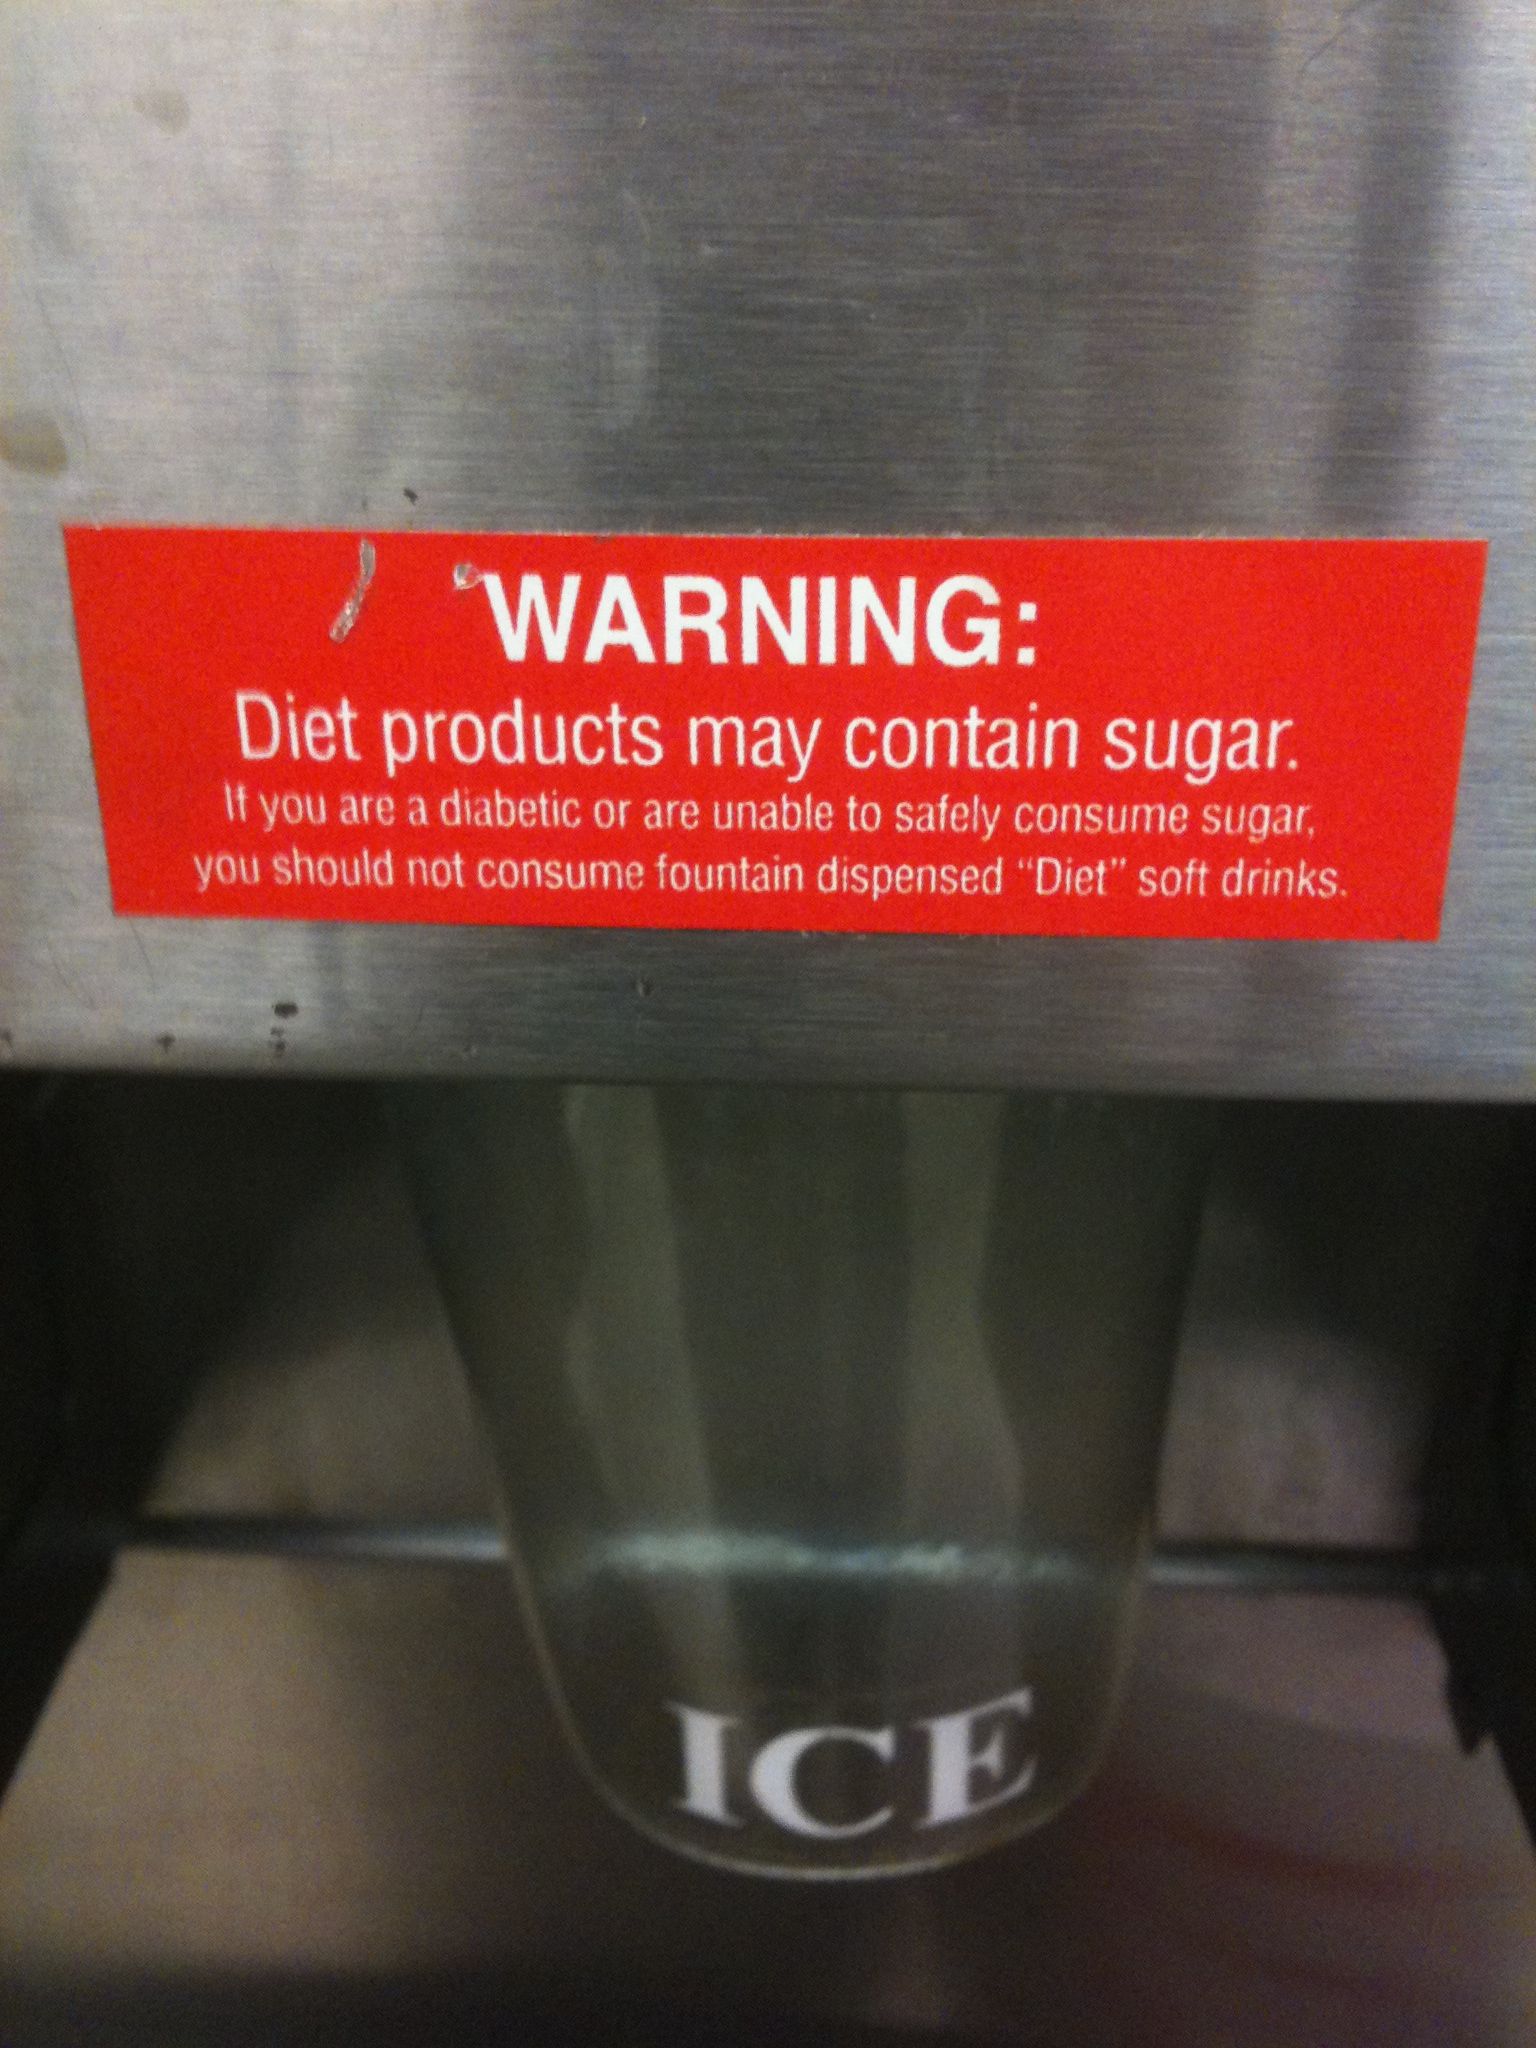 WARNING:
Diet products may contain sugar.
If you are a diabetic or are unable to safely consume sugar,
you should not consume fountain dispensed “Diet” soft drinks.
ICE